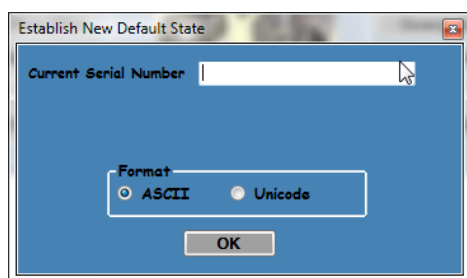 Establish New Default State
Current Serial Number
Format
ASCII
Unicode
OK